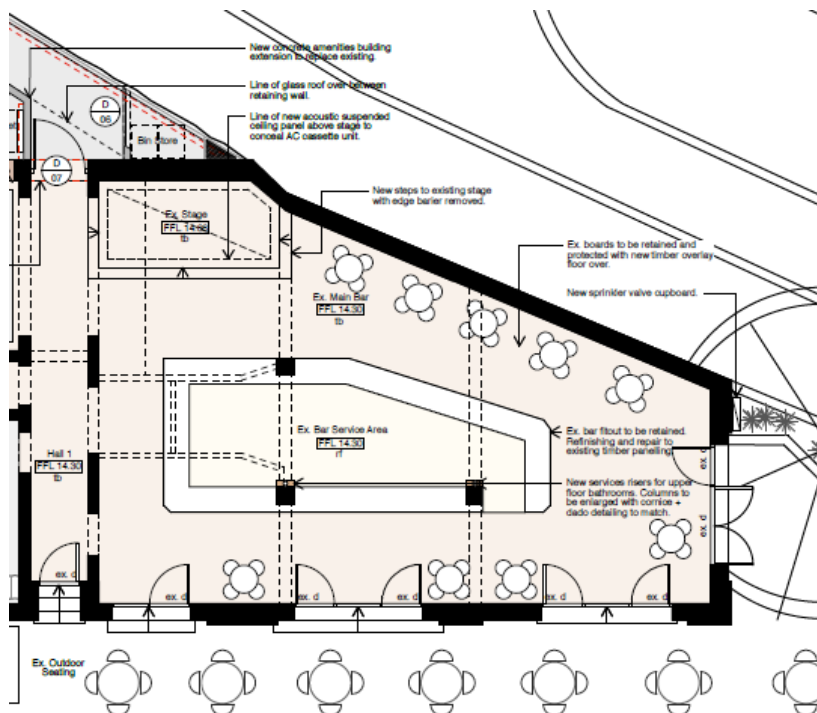 New concrete amenities building
extension to replace existing.
Line of glass roof over between
retaining wall.
D
06
Line of new acoustic suspended
ceiling panel above stage to
conceal AC cassette unit.
Bin Store
D
07
New steps to existing stage
with edge barier removed.
Ex. Stage
FFL 14.68
tb
Ex. boards to be retained and
protected with new timber overlay
floor over.
Ex. Main Bar
FFL 14.30
tb
New sprinkler valve cupboard.
Ex. Bar Service Area
FFL 14.30
rf
Ex. bar fitout to be retained.
Refinishing and repair to
existing timber panelling.
Hall 1
FFL 14.30
tb
ex. d
New services risers for upper
floor bathrooms. Columns to
be enlarged with cornice +
dado detailing to match.
ex. d
ex. d
ex. d
ex. d
ex. d
ex. d
ex. d
Ex. Outdoor
Seating